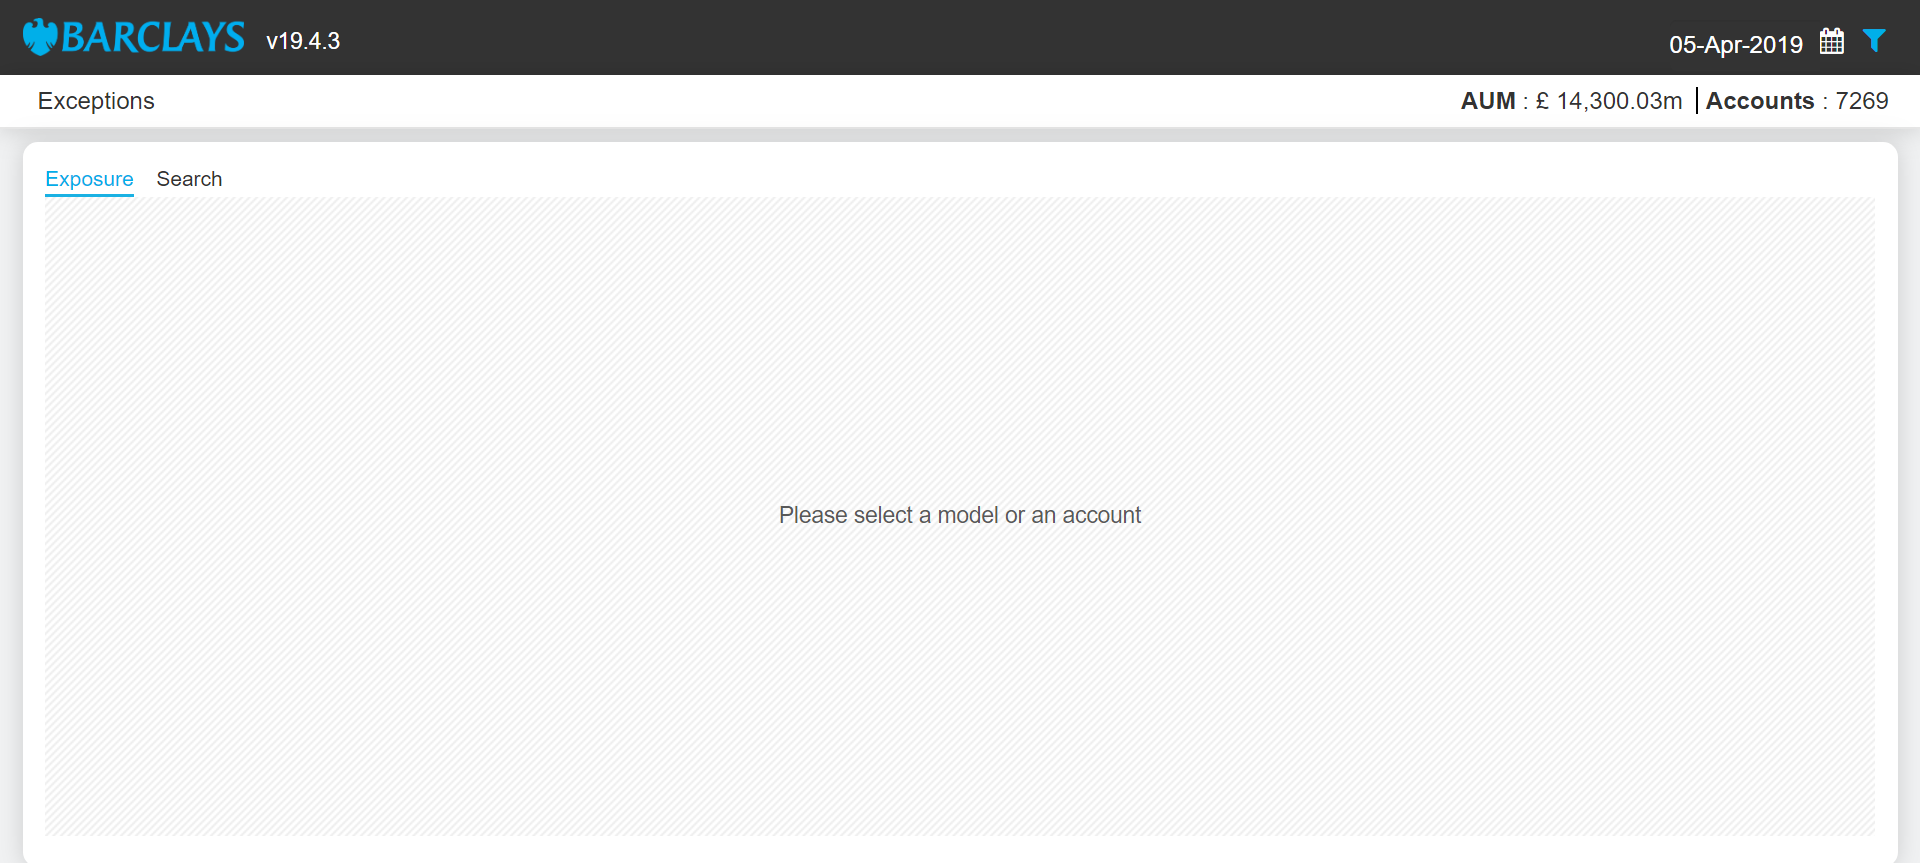 BARCLAYS v19.4.3 05-Apr-2019
Exceptions AUM : £ 14,300.03m Accounts : 7269
Exposure Search
Please select a model or an account